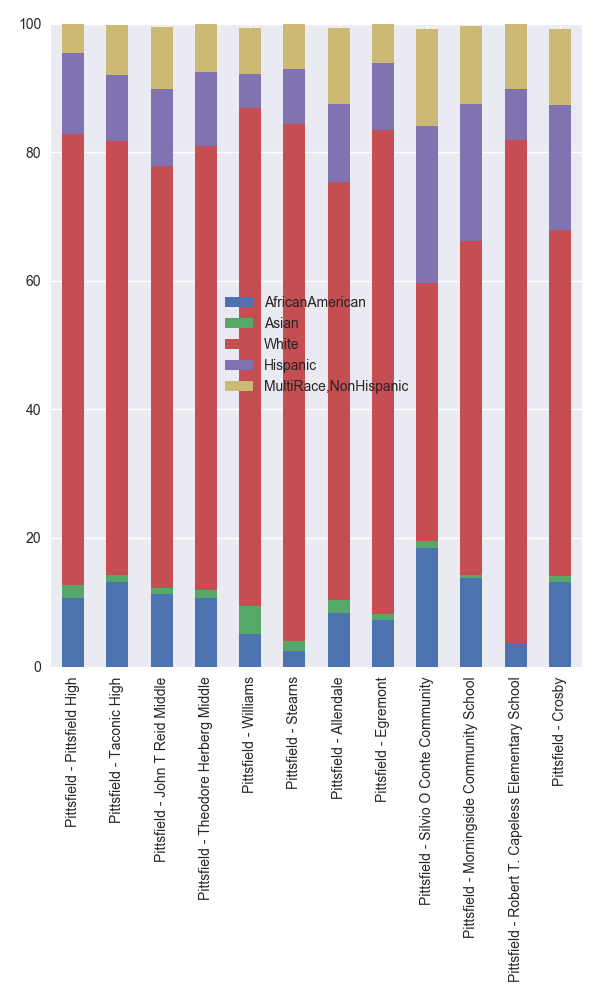 100
80
60
40
20
0
AfricanAmerican
Asian
White
Hispanic
MultiRace,NonHispanic
Pittsfield - Pittsfield High
Pittsfield - Taconic High
Pittsfield - John T Reid Middle
Pittsfield - Theodore Herberg Middle
Pittsfield - Williams
Pittsfield - Stearns
Pittsfield - Allendale
Pittsfield - Egremont
Pittsfield - Silvio O Conte Community
Pittsfield - Morningside Community School
Pittsfield - Robert T. Capeless Elementary School
Pittsfield - Crosby